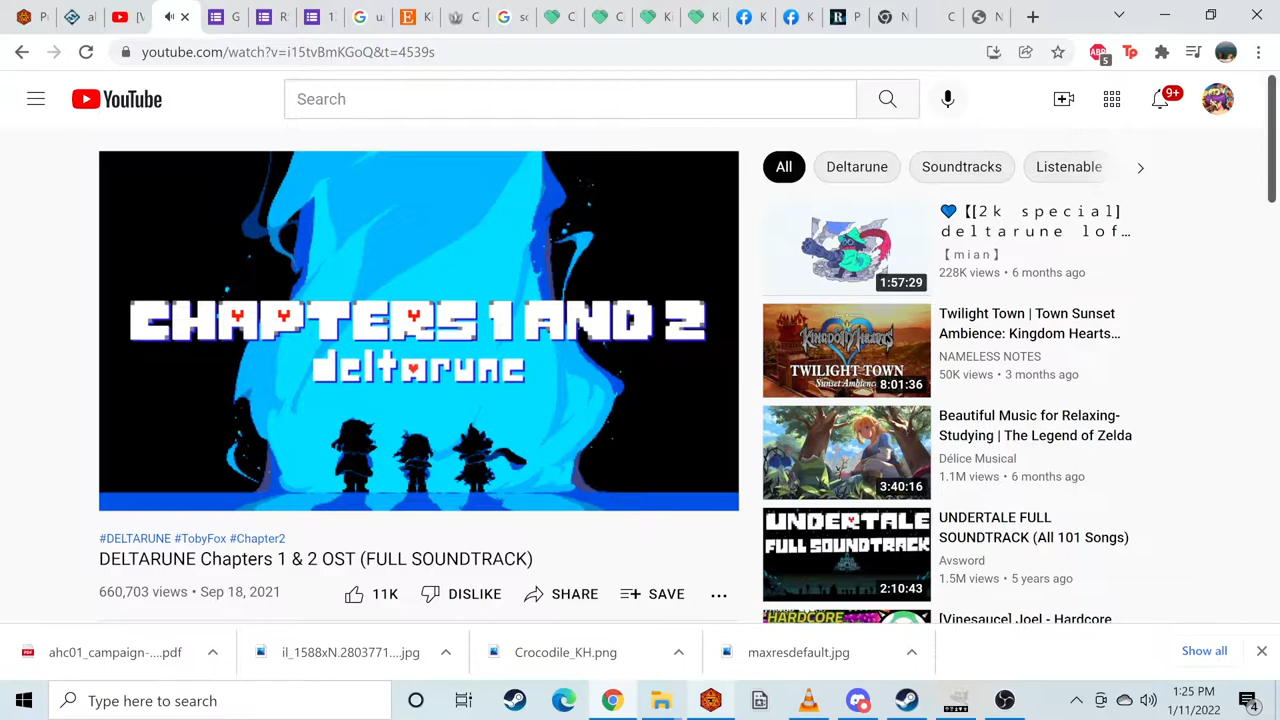 youtube.com/watch?v=i15tvBmKGoQ&t=4539s
5
YouTube
Search
9+
All
Deltarune
Soundtracks
Listenable
CHAPTERS 1 AND 2
deltarune
💙【[2k special]
deltarune lof…
【mian】
228K views • 6 months ago
1:57:29
KINGDOM HEARTS
TWILIGHT TOWN
Sunset Ambience
8:01:36
Twilight Town | Town Sunset
Ambience: Kingdom Hearts…
NAMELESS NOTES
50K views • 3 months ago
Beautiful Music for Relaxing-
Studying | The Legend of Zelda
Délice Musical
1.1M views • 6 months ago
3:40:16
UNDERTALE
FULL SOUNDTRACK
2:10:43
UNDERTALE FULL
SOUNDTRACK (All 101 Songs)
Avsword
1.5M views • 5 years ago
HARDCORE
[Vinesauce] Joel - Hardcore
#DELTARUNE #TobyFox #Chapter2
DELTARUNE Chapters 1 & 2 OST (FULL SOUNDTRACK)
660,703 views • Sep 18, 2021
11K
DISLIKE
SHARE
SAVE
ahc01_campaign-....pdf
il_1588xN.2803771....jpg
Crocodile_KH.png
maxresdefault.jpg
Show all
Type here to search
1:25 PM
1/11/2022
4